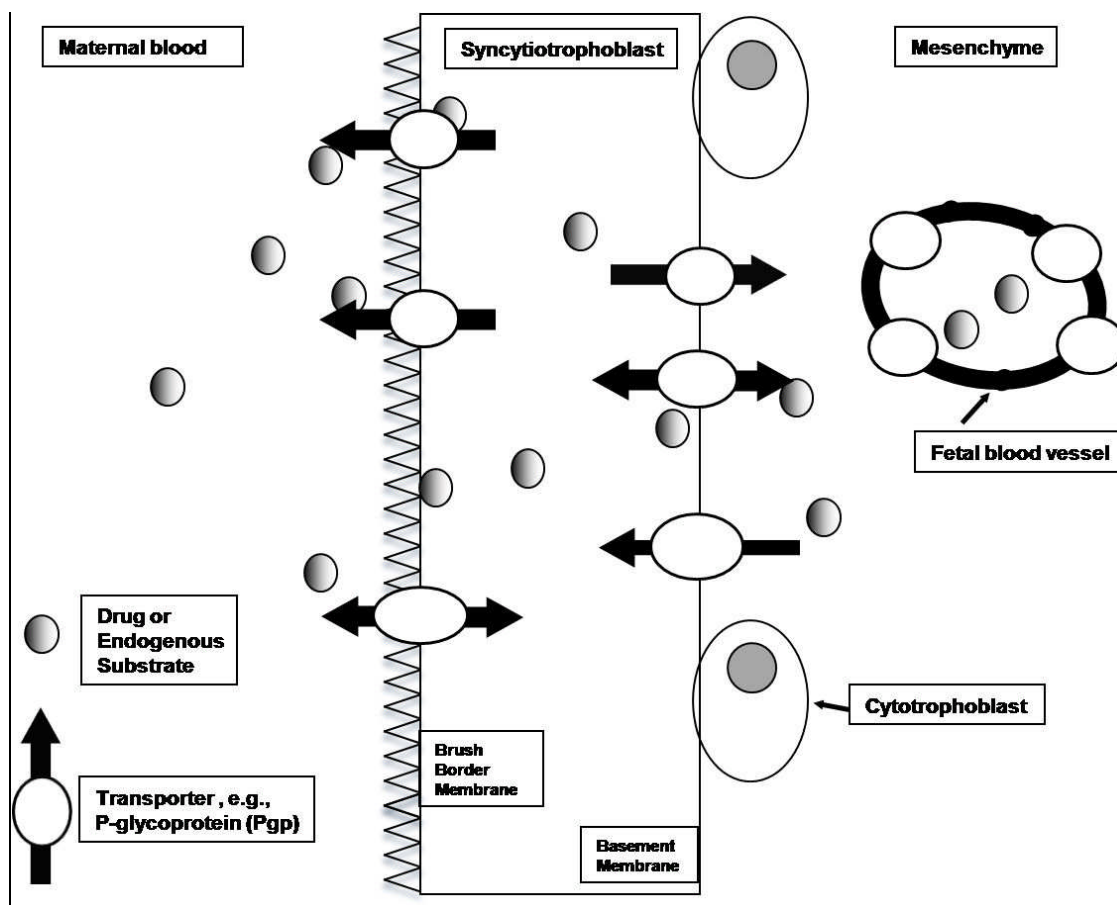 Maternal blood
Syncytiotrophoblast
Mesenchyme
Fetal blood vessel
Drug or
Endogenous
Substrate
Cytotrophoblast
Brush
Border
Membrane
Transporter , e.g.,
P-glycoprotein (Pgp)
Basement
Membrane